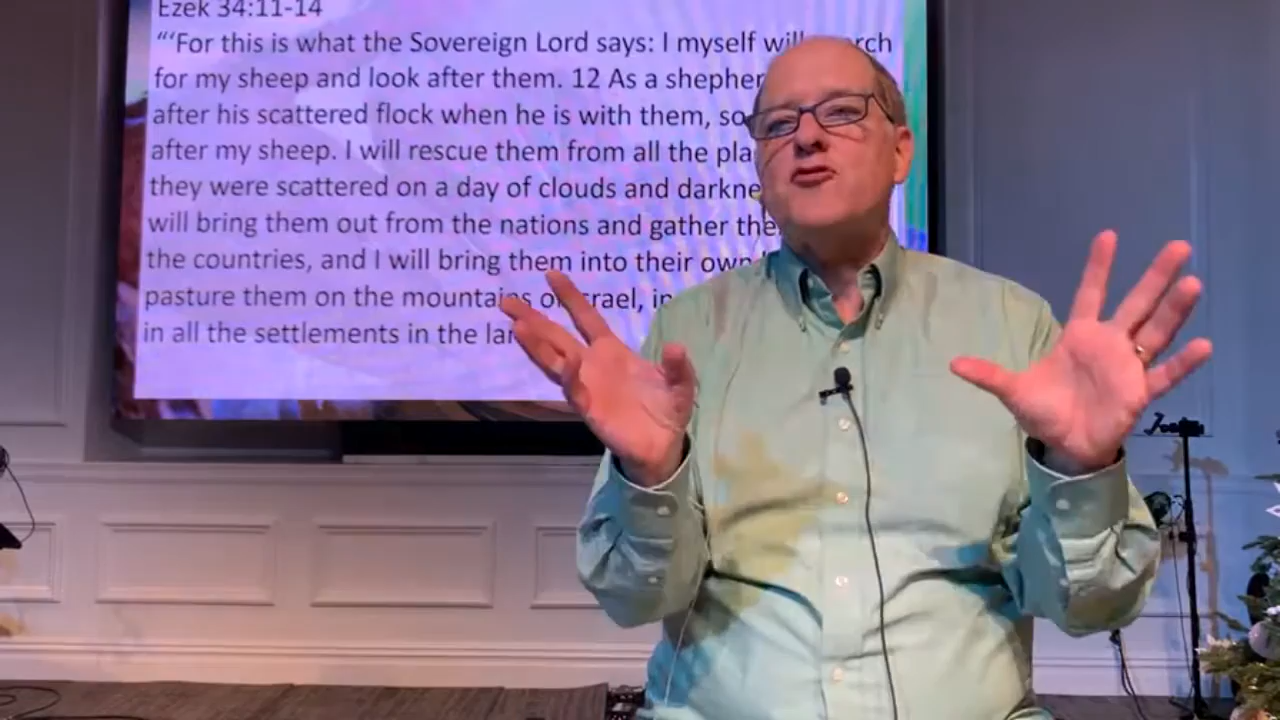 Ezek 34:11-14
"'For this is what the Sovereign Lord says: I myself will
for my sheep and look after them. 12 As a shepher
after his scattered flock when he is with them, so
after my sheep. I will rescue them from all the pla
they were scattered on a day of clouds and darkne
will bring them out from the nations and gather the
the countries, and I will bring them into their own
pasture them on the mountains o rael, in
in all the settlements in the lan